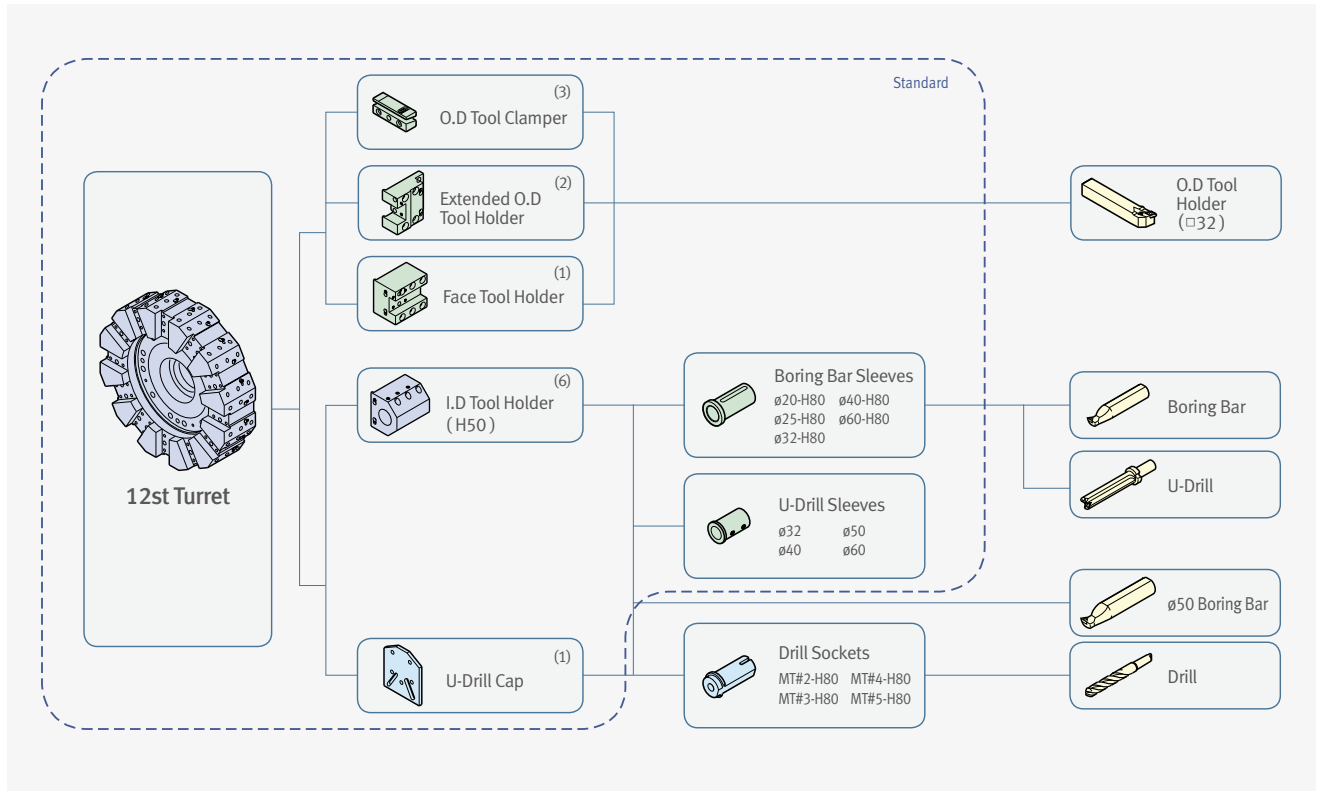 Standard
12st Turret
(3)
O.D Tool Clamper
(2)
Extended O.D
Tool Holder
(1)
Face Tool Holder
(6)
I.D Tool Holder
( H50 )
(1)
U-Drill Cap
Boring Bar Sleeves
ø20-H80 ø40-H80
ø25-H80 ø60-H80
ø32-H80
U-Drill Sleeves
ø32 ø50
ø40 ø60
Drill Sockets
MT#2-H80 MT#4-H80
MT#3-H80 MT#5-H80
O.D Tool
Holder
(□32 )
Boring Bar
U-Drill
ø50 Boring Bar
Drill